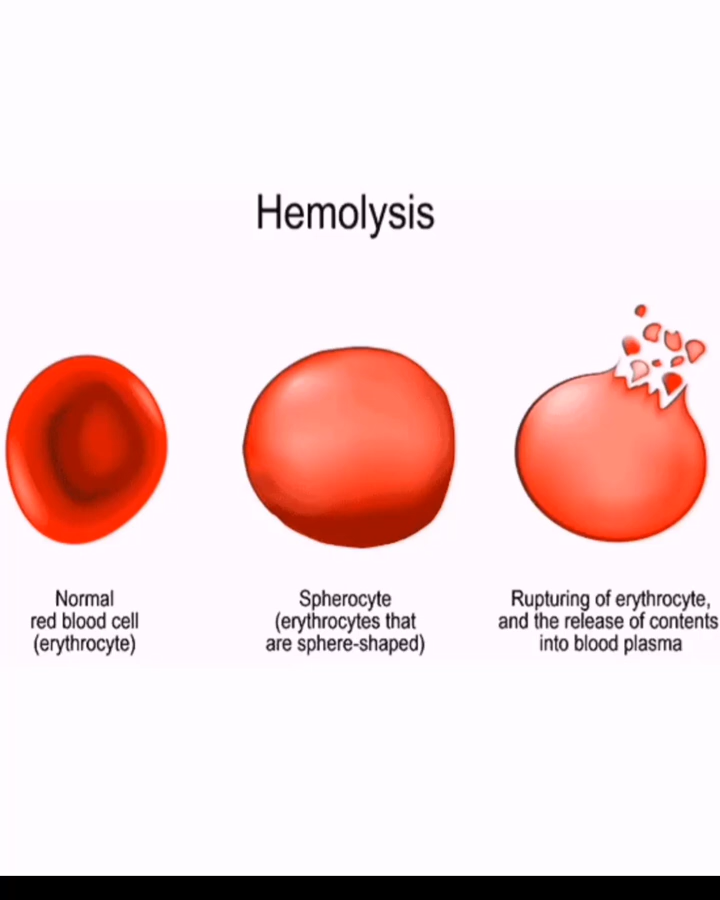 Hemolysis
Normal
red blood cell
(erythrocyte)
Spherocyte
(erythrocytes that
are sphere-shaped)
Rupturing of erythrocyte,
and the release of contents
into blood plasma